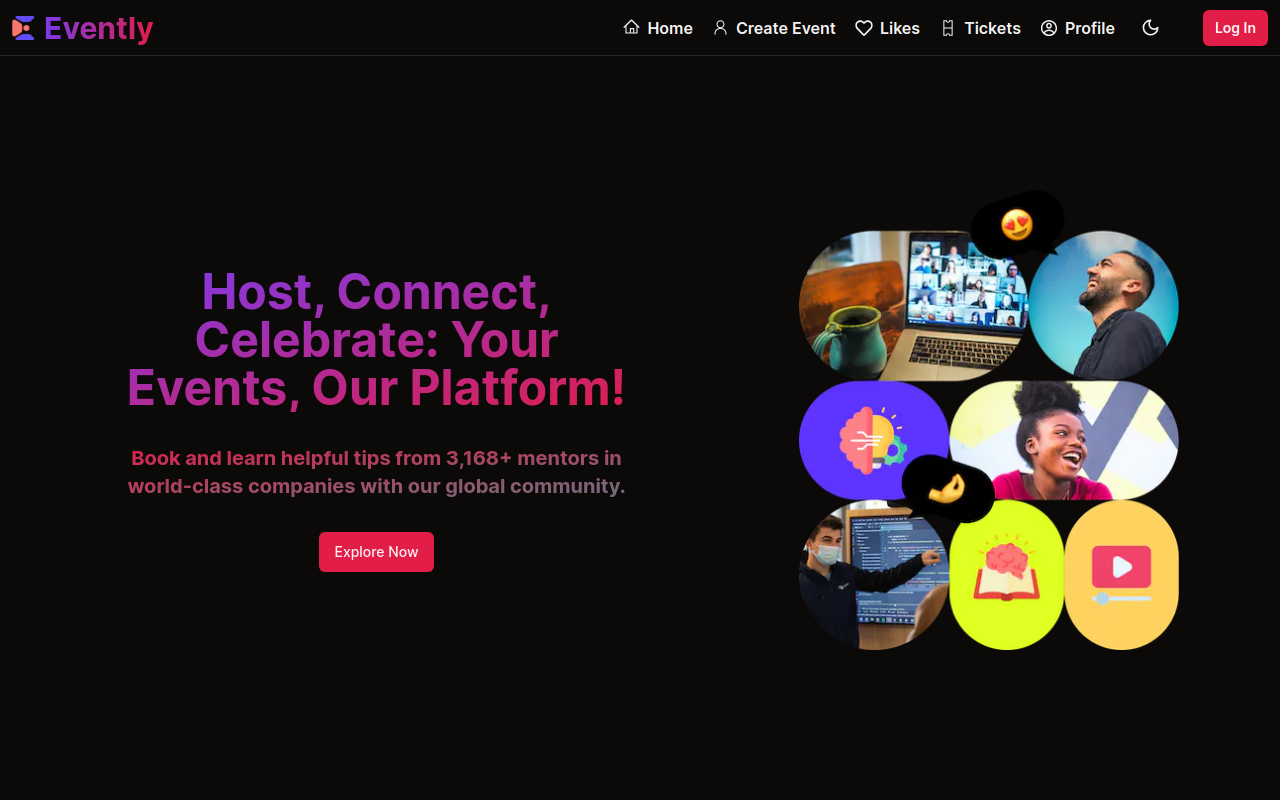 Evently
Home
Create Event
Likes
Tickets
Profile
Log In
Host, Connect,
Celebrate: Your
Events, Our Platform!
Book and learn helpful tips from 3,168+ mentors in
world-class companies with our global community.
Explore Now